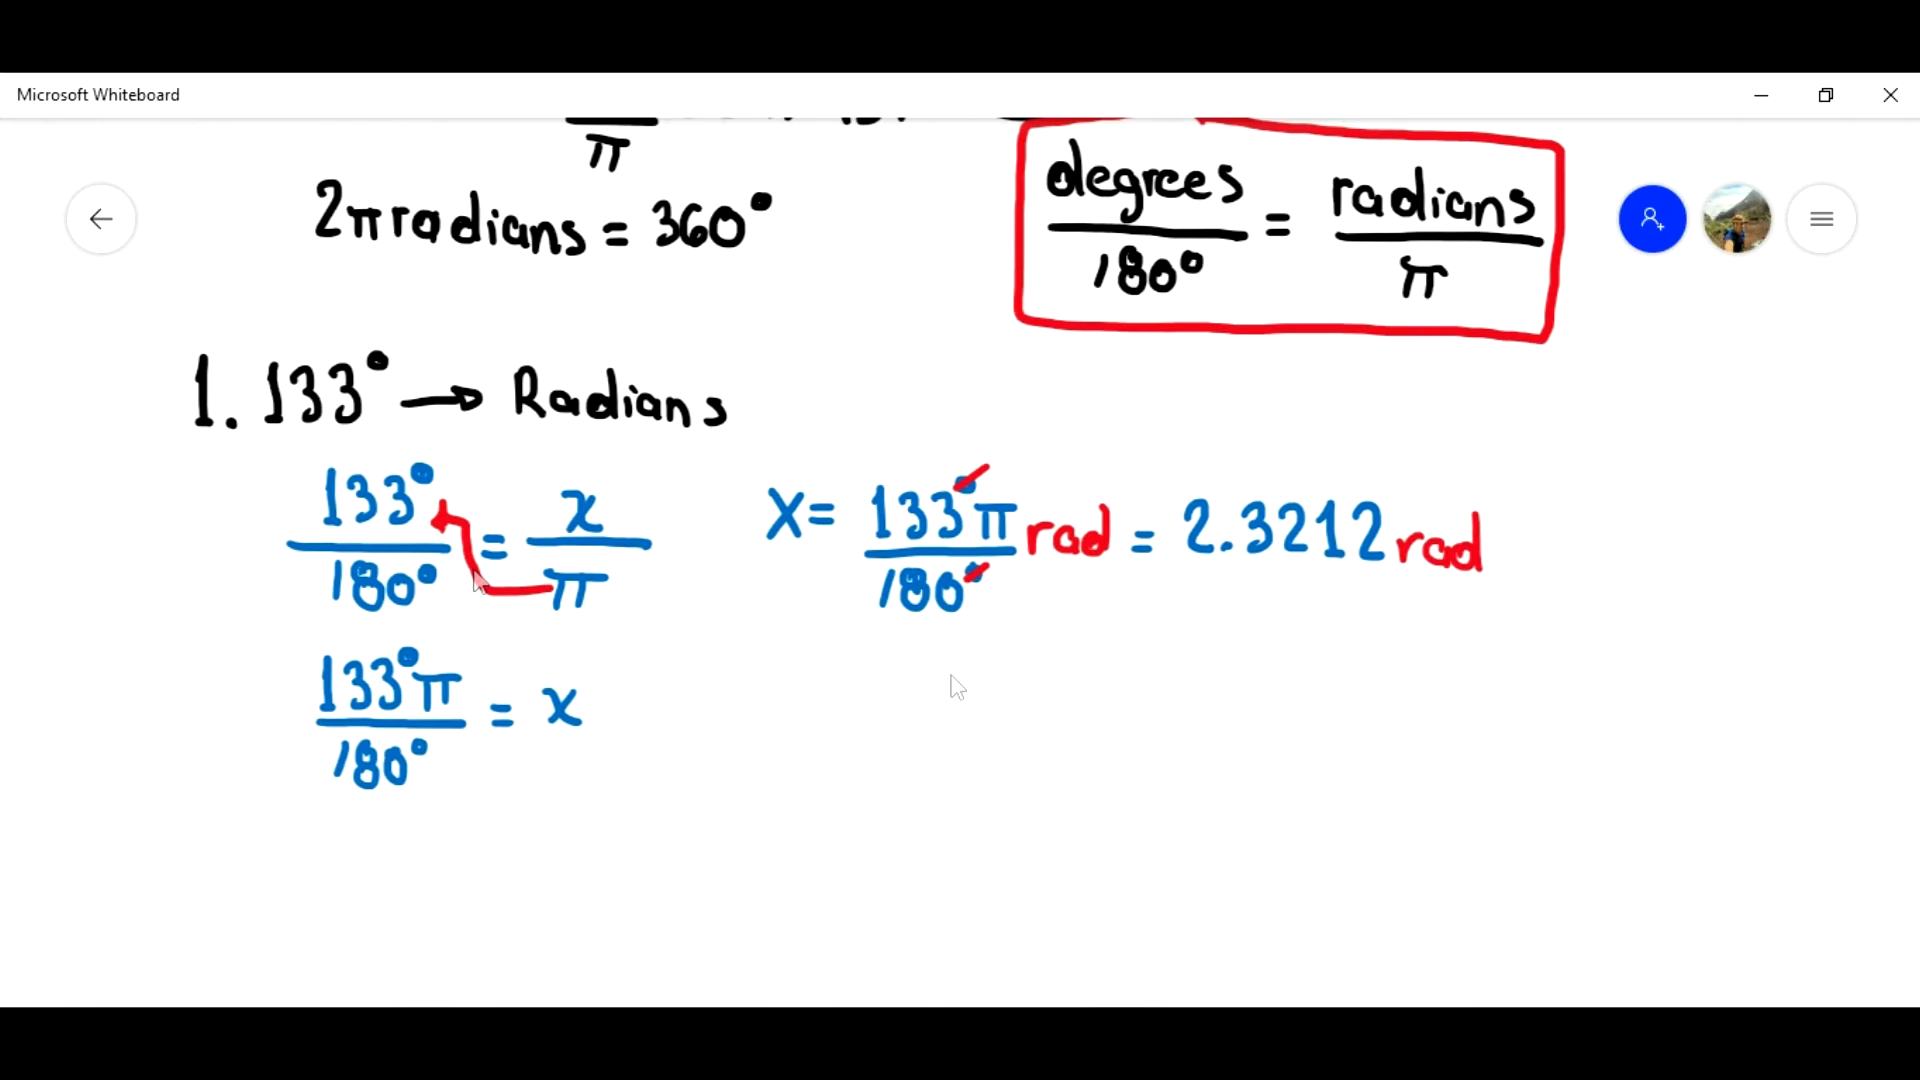 Microsoft Whiteboard
π
2π radians = 360°
degrees/180° = radians/π
1. 133° → Radians
133°/180° = x/π
X = 133°π/180° rad = 2.3212 rad
133°π/180° = x